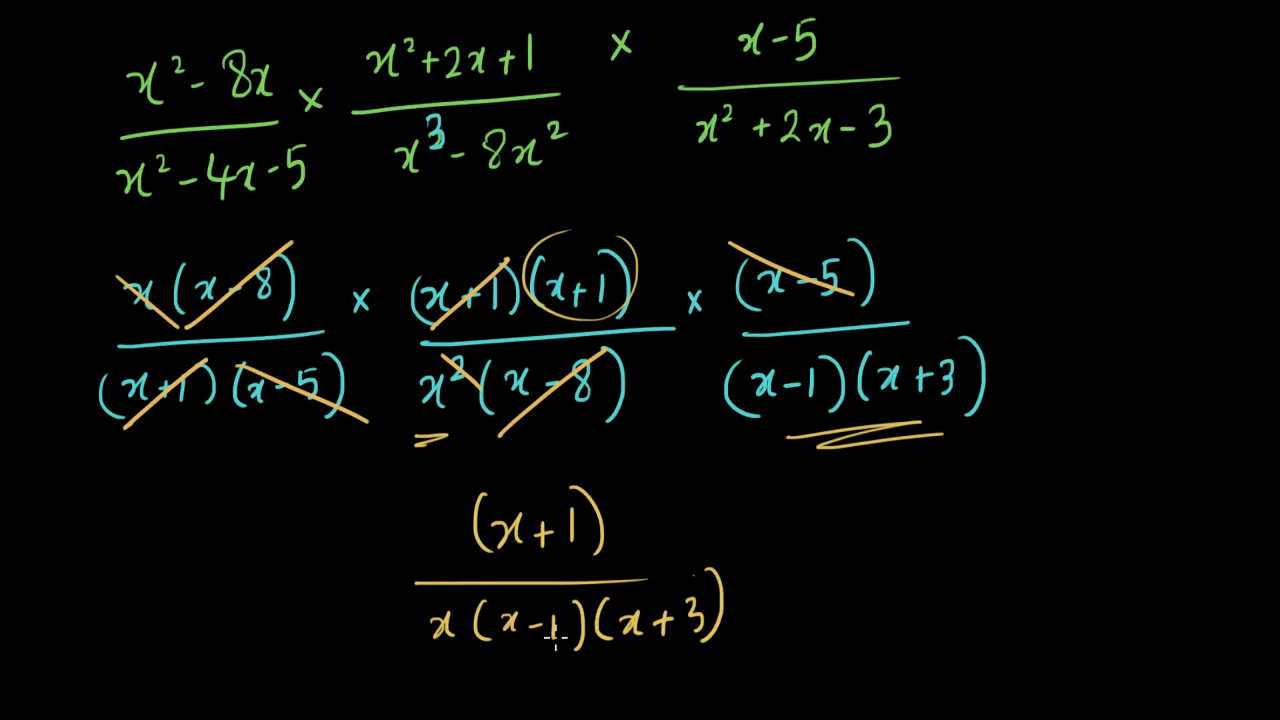 x² - 8x / x² - 4x - 5 × x² + 2x + 1 / x³ - 8x² × x - 5 / x² + 2x - 3
x(x - 8) / (x + 1)(x - 5) × (x + 1)(x + 1) / x²(x - 8) × (x - 5) / (x - 1)(x + 3)
(x + 1) / x(x - 1)(x + 3)